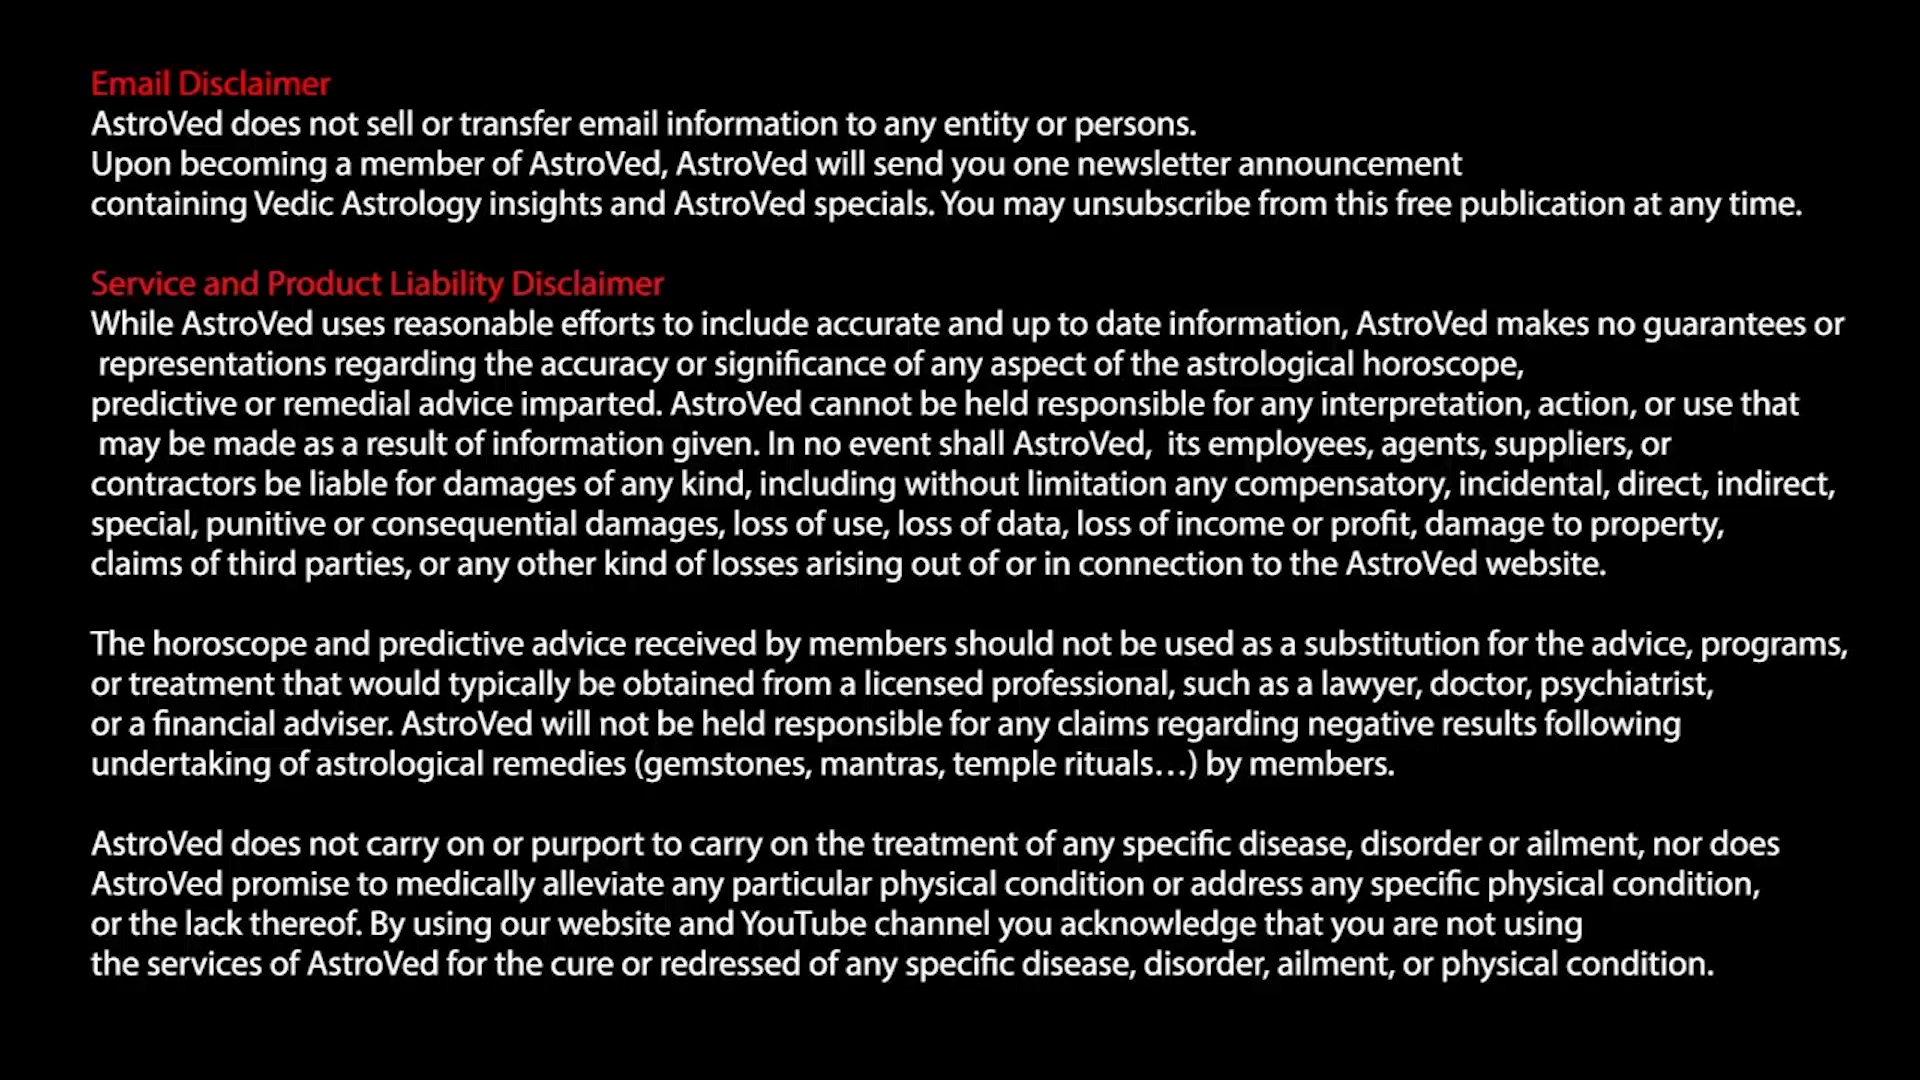 Email Disclaimer
AstroVed does not sell or transfer email information to any entity or persons.
Upon becoming a member of AstroVed, AstroVed will send you one newsletter announcement
containing Vedic Astrology insights and AstroVed specials. You may unsubscribe from this free publication at any time.
Service and Product Liability Disclaimer
While AstroVed uses reasonable efforts to include accurate and up to date information, AstroVed makes no guarantees or
representations regarding the accuracy or significance of any aspect of the astrological horoscope,
predictive or remedial advice imparted. AstroVed cannot be held responsible for any interpretation, action, or use that
may be made as a result of information given. In no event shall AstroVed, its employees, agents, suppliers, or
contractors be liable for damages of any kind, including without limitation any compensatory, incidental, direct, indirect,
special, punitive or consequential damages, loss of use, loss of data, loss of income or profit, damage to property,
claims of third parties, or any other kind of losses arising out of or in connection to the AstroVed website.
The horoscope and predictive advice received by members should not be used as a substitution for the advice, programs,
or treatment that would typically be obtained from a licensed professional, such as a lawyer, doctor, psychiatrist,
or a financial adviser. AstroVed will not be held responsible for any claims regarding negative results following
undertaking of astrological remedies (gemstones, mantras, temple rituals…) by members.
AstroVed does not carry on or purport to carry on the treatment of any specific disease, disorder or ailment, nor does
AstroVed promise to medically alleviate any particular physical condition or address any specific physical condition,
or the lack thereof. By using our website and YouTube channel you acknowledge that you are not using
the services of AstroVed for the cure or redressed of any specific disease, disorder, ailment, or physical condition.